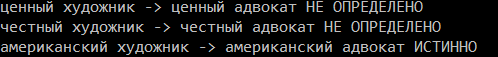 ценный художник -> ценный адвокат НЕ ОПРЕДЕЛЕНО
честный художник -> честный адвокат НЕ ОПРЕДЕЛЕНО
американский художник -> американский адвокат ИСТИННО